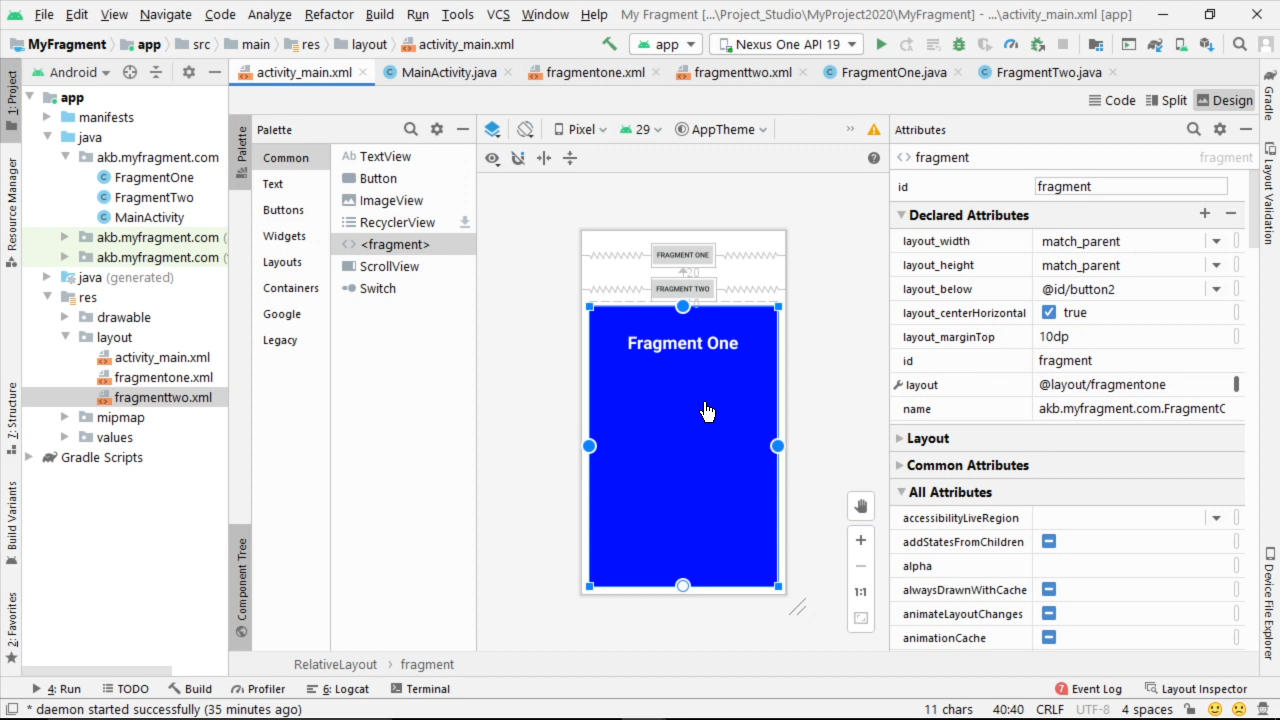 File Edit View Navigate Code Analyze Refactor Build Run Tools VCS Window Help My Fragment [...\Project_Studio\MyProject2020\MyFragment] - ...\activity_main.xml [app]
MyFragment app src main res layout activity_main.xml app Nexus One API 19
1: Project
Resource Manager
7: Structure
Build Variants
2: Favorites
Android
app
manifests
java
akb.myfragment.com
FragmentOne
FragmentTwo
MainActivity
akb.myfragment.com (
akb.myfragment.com (
java (generated)
res
drawable
layout
activity_main.xml
fragmentone.xml
fragmenttwo.xml
mipmap
values
Gradle Scripts
activity_main.xml MainActivity.java fragmentone.xml fragmenttwo.xml FragmentOne.java FragmentTwo.java
Code Split Design
Palette
Component Tree
Palette
Common
Text
Buttons
Widgets
Layouts
Containers
Google
Legacy
Ab TextView
Button
ImageView
RecyclerView
<fragment>
ScrollView
Switch
Pixel 29 AppTheme
FRAGMENT ONE
20
FRAGMENT TWO
Fragment One
1:1
Attributes
<> fragment fragment
id fragment
Declared Attributes
layout_width match_parent
layout_height match_parent
layout_below @id/button2
layout_centerHorizontal true
layout_marginTop 10dp
id fragment
layout @layout/fragmentone
name akb.myfragment.com.FragmentC
Layout
Common Attributes
All Attributes
accessibilityLiveRegion
addStatesFromChildren
alpha
alwaysDrawnWithCache
animateLayoutChanges
animationCache
Gradle
Layout Validation
Device File Explorer
RelativeLayout › fragment
4: Run TODO Build Profiler 6: Logcat Terminal 7 Event Log Layout Inspector
* daemon started successfully (35 minutes ago) 11 chars 40:40 CRLF UTF-8 4 spaces